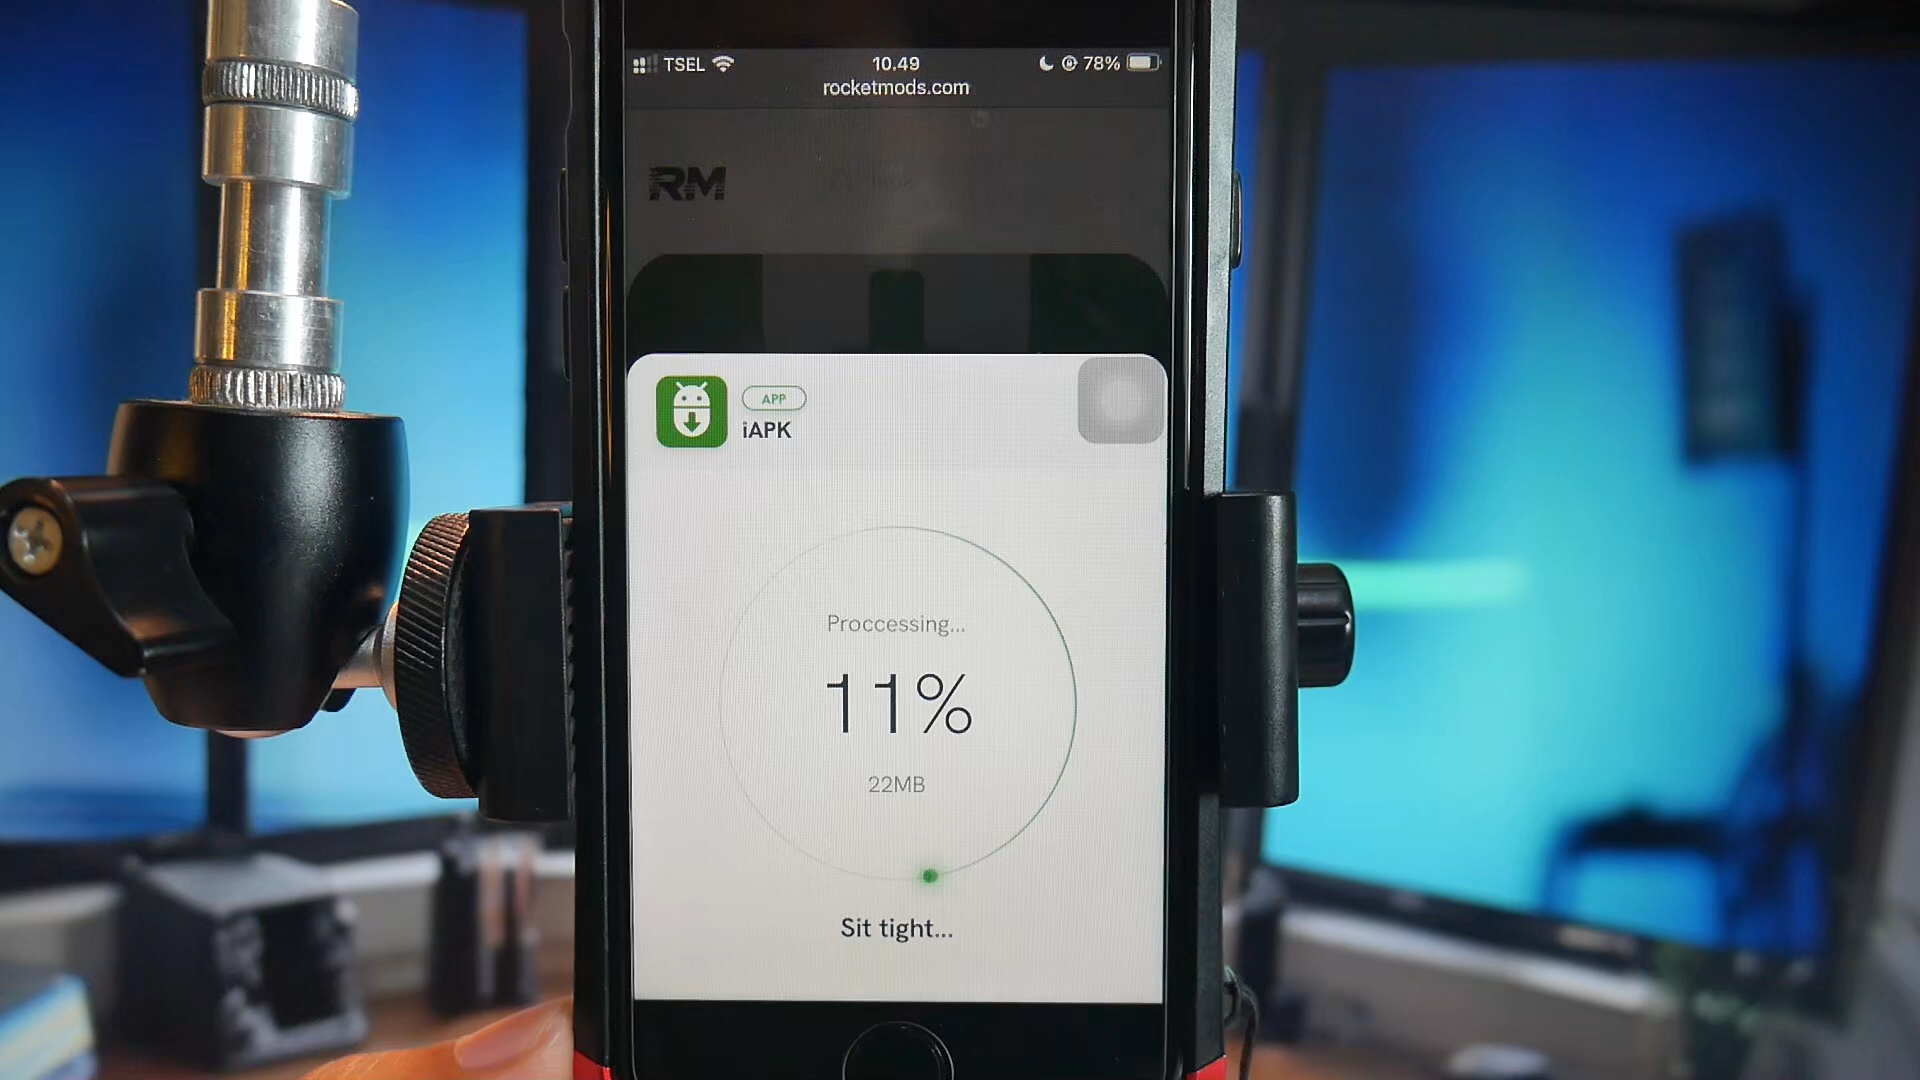 TSEL 10.49 78%
rocketmods.com
RM
APP
iAPK
Proccessing...
11%
22MB
Sit tight...